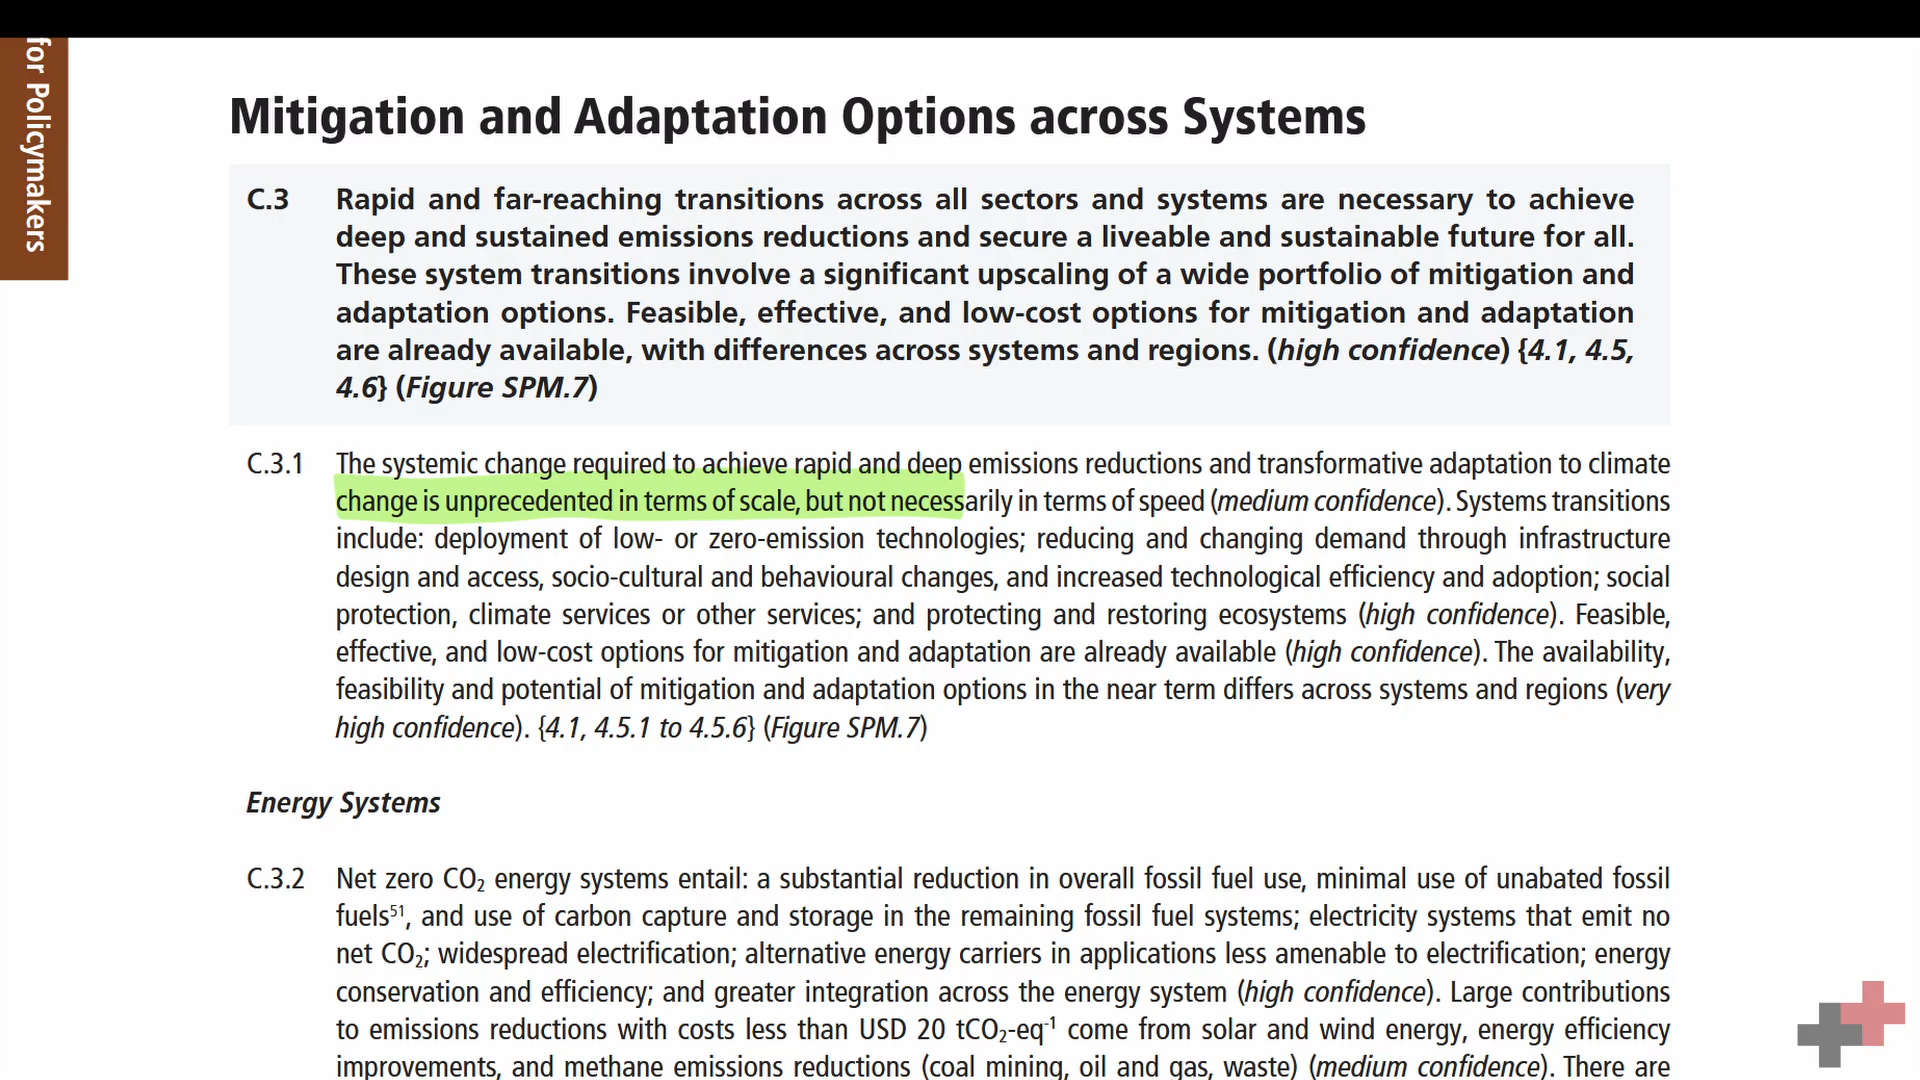 for Policymakers
Mitigation and Adaptation Options across Systems
C.3 Rapid and far-reaching transitions across all sectors and systems are necessary to achieve
deep and sustained emissions reductions and secure a liveable and sustainable future for all.
These system transitions involve a significant upscaling of a wide portfolio of mitigation and
adaptation options. Feasible, effective, and low-cost options for mitigation and adaptation
are already available, with differences across systems and regions. (high confidence) {4.1, 4.5,
4.6} (Figure SPM.7)
C.3.1 The systemic change required to achieve rapid and deep emissions reductions and transformative adaptation to climate
change is unprecedented in terms of scale, but not necessarily in terms of speed (medium confidence). Systems transitions
include: deployment of low- or zero-emission technologies; reducing and changing demand through infrastructure
design and access, socio-cultural and behavioural changes, and increased technological efficiency and adoption; social
protection, climate services or other services; and protecting and restoring ecosystems (high confidence). Feasible,
effective, and low-cost options for mitigation and adaptation are already available (high confidence). The availability,
feasibility and potential of mitigation and adaptation options in the near term differs across systems and regions (very
high confidence). {4.1, 4.5.1 to 4.5.6} (Figure SPM.7)
Energy Systems
C.3.2 Net zero CO₂ energy systems entail: a substantial reduction in overall fossil fuel use, minimal use of unabated fossil
fuels⁵¹, and use of carbon capture and storage in the remaining fossil fuel systems; electricity systems that emit no
net CO₂; widespread electrification; alternative energy carriers in applications less amenable to electrification; energy
conservation and efficiency; and greater integration across the energy system (high confidence). Large contributions
to emissions reductions with costs less than USD 20 tCO₂-eq⁻¹ come from solar and wind energy, energy efficiency
improvements, and methane emissions reductions (coal mining, oil and gas, waste) (medium confidence). There are